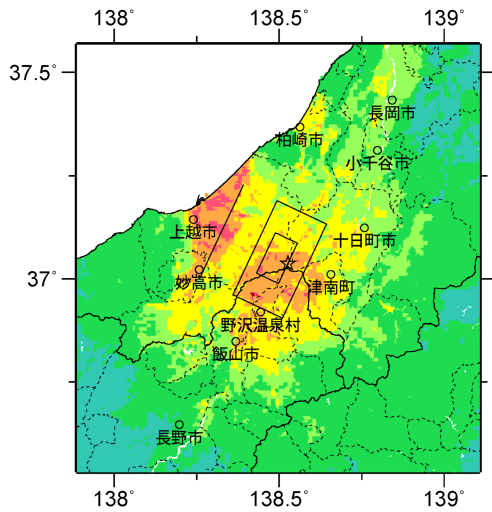 138˚ 138.5˚ 139˚
37.5˚
長岡市
柏崎市
小千谷市
上越市
十日町市
37˚ 37˚
妙高市
津南町
野沢温泉村
飯山市
長野市
138˚ 138.5˚ 139˚